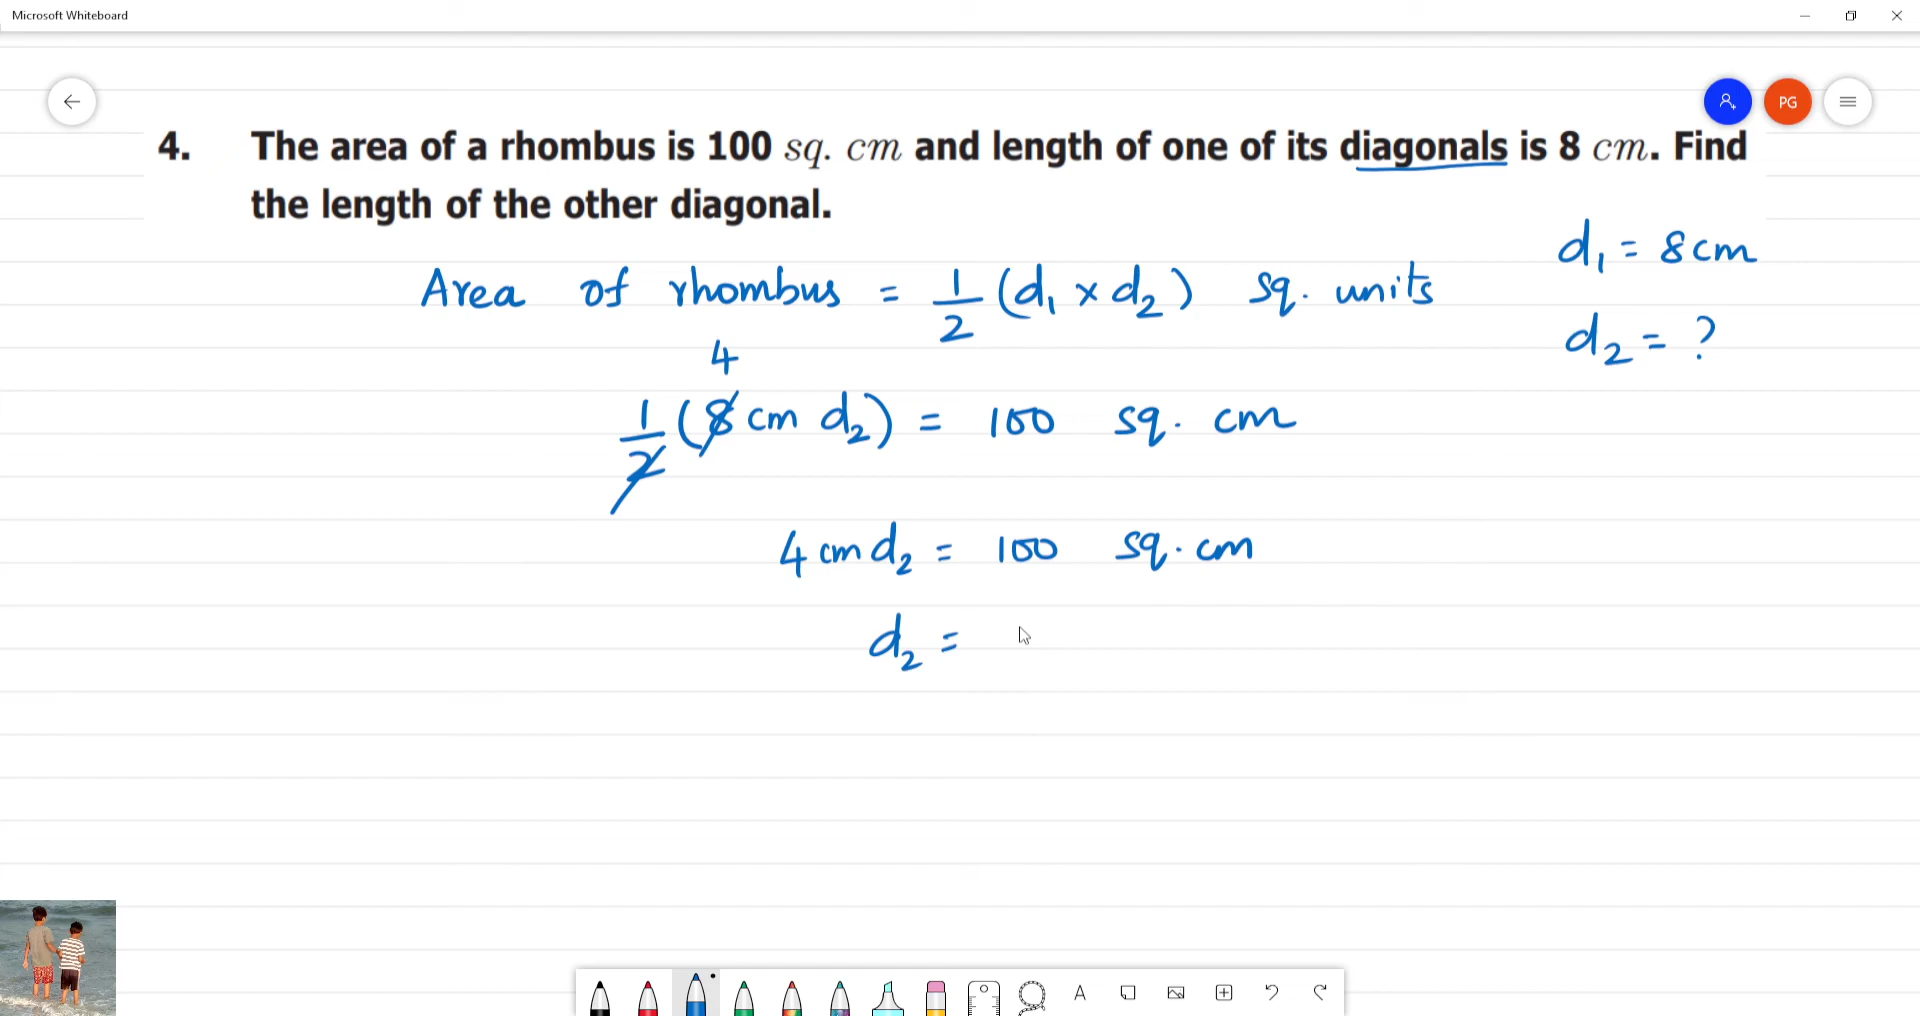 Microsoft Whiteboard
PG
4. The area of a rhombus is 100 sq. cm and length of one of its diagonals is 8 cm. Find
the length of the other diagonal.
d₁ = 8 cm
Area of rhombus = 1/2 (d₁ × d₂) sq. units
d₂ = ?
4
1/2 (8 cm d₂) = 100 sq. cm
4 cm d₂ = 100 sq. cm
d₂ =
A